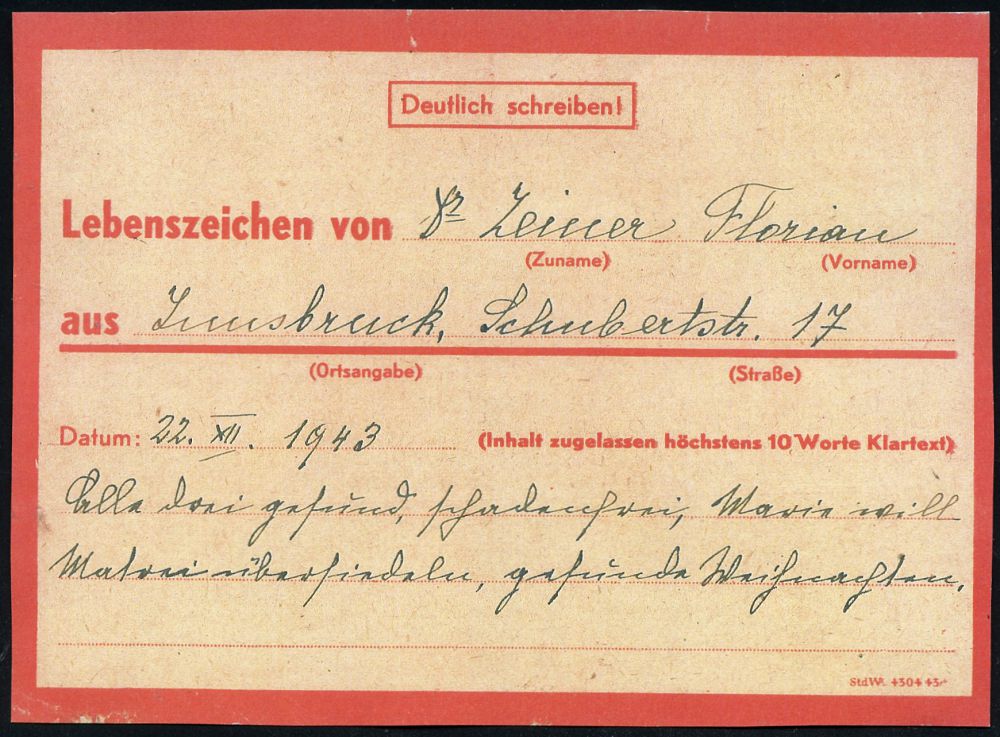 Deutlich schreiben!
Lebenszeichen von Dr Zeiner Florian
(Zuname) (Vorname)
aus Innsbruck, Schubertstr. 17
(Ortsangabe) (Straße)
Datum: 22. XII. 1943 (Inhalt zugelassen höchstens 10 Worte Klartext)
Alle drei gesund, schadenfrei, Marie will
Matrei übersiedeln, gesunde Weihnachten.
StdW. 4304 43